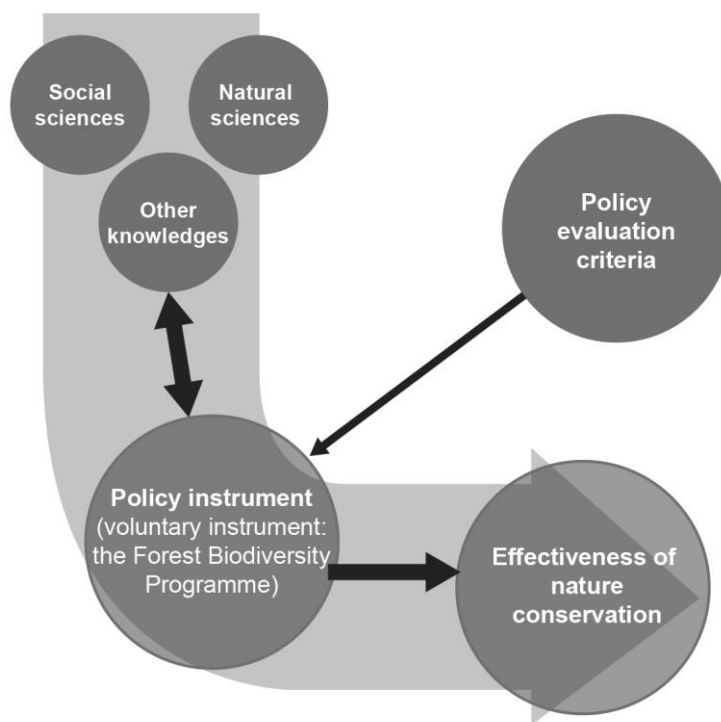 Social
sciences
Natural
sciences
Other
knowledges
Policy
evaluation
criteria
Policy instrument
(voluntary instrument:
the Forest Biodiversity
Programme)
Effectiveness of
nature
conservation